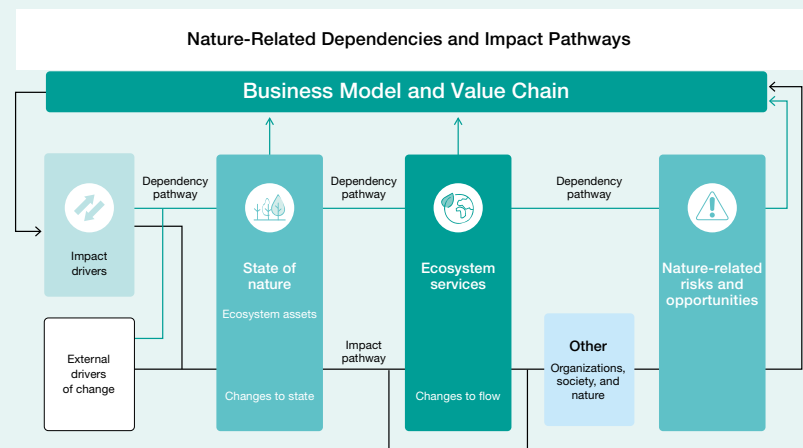 Nature-Related Dependencies and Impact Pathways
Business Model and Value Chain
Dependency
pathway
Dependency
pathway
Dependency
pathway
Impact
drivers
State of
nature
Ecosystem assets
Ecosystem
services
Nature-related
risks and
opportunities
External
drivers
of change
Impact
pathway
Other
Organizations,
society, and
nature
Changes to state
Changes to flow